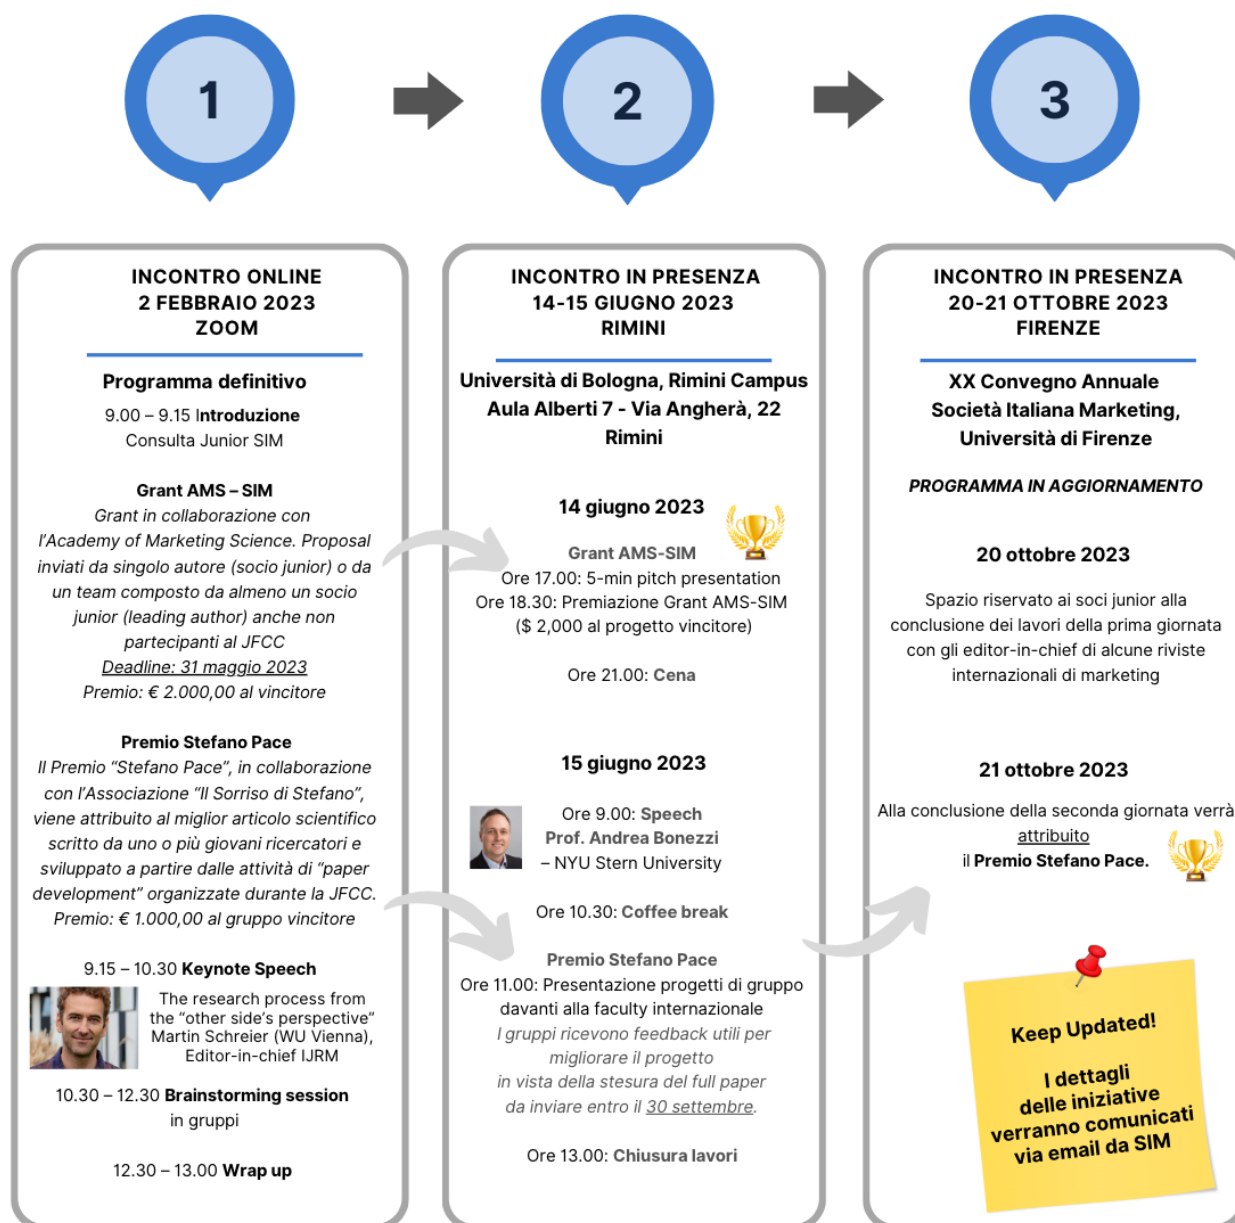 1
2
3
INCONTRO ONLINE
2 FEBBRAIO 2023
ZOOM
Programma definitivo
9.00 – 9.15 Introduzione
Consulta Junior SIM
Grant AMS – SIM
Grant in collaborazione con
l'Academy of Marketing Science. Proposal
inviati da singolo autore (socio junior) o da
un team composto da almeno un socio
junior (leading author) anche non
partecipanti al JFCC
Deadline: 31 maggio 2023
Premio: € 2.000,00 al vincitore
Premio Stefano Pace
Il Premio "Stefano Pace", in collaborazione
con l'Associazione "Il Sorriso di Stefano",
viene attribuito al miglior articolo scientifico
scritto da uno o più giovani ricercatori e
sviluppato a partire dalle attività di "paper
development" organizzate durante la JFCC.
Premio: € 1.000,00 al gruppo vincitore
9.15 – 10.30 Keynote Speech
The research process from
the "other side's perspective"
Martin Schreier (WU Vienna),
Editor-in-chief IJRM
10.30 – 12.30 Brainstorming session
in gruppi
12.30 – 13.00 Wrap up
INCONTRO IN PRESENZA
14-15 GIUGNO 2023
RIMINI
Università di Bologna, Rimini Campus
Aula Alberti 7 - Via Angherà, 22
Rimini
14 giugno 2023
Grant AMS-SIM
Ore 17.00: 5-min pitch presentation
Ore 18.30: Premiazione Grant AMS-SIM
($ 2,000 al progetto vincitore)
Ore 21.00: Cena
15 giugno 2023
Ore 9.00: Speech
Prof. Andrea Bonezzi
– NYU Stern University
Ore 10.30: Coffee break
Premio Stefano Pace
Ore 11.00: Presentazione progetti di gruppo
davanti alla faculty internazionale
I gruppi ricevono feedback utili per
migliorare il progetto
in vista della stesura del full paper
da inviare entro il 30 settembre.
Ore 13.00: Chiusura lavori
INCONTRO IN PRESENZA
20-21 OTTOBRE 2023
FIRENZE
XX Convegno Annuale
Società Italiana Marketing,
Università di Firenze
PROGRAMMA IN AGGIORNAMENTO
20 ottobre 2023
Spazio riservato ai soci junior alla
conclusione dei lavori della prima giornata
con gli editor-in-chief di alcune riviste
internazionali di marketing
21 ottobre 2023
Alla conclusione della seconda giornata verrà
attribuito
il Premio Stefano Pace.
Keep Updated!
I dettagli
delle iniziative
verranno comunicati
via email da SIM